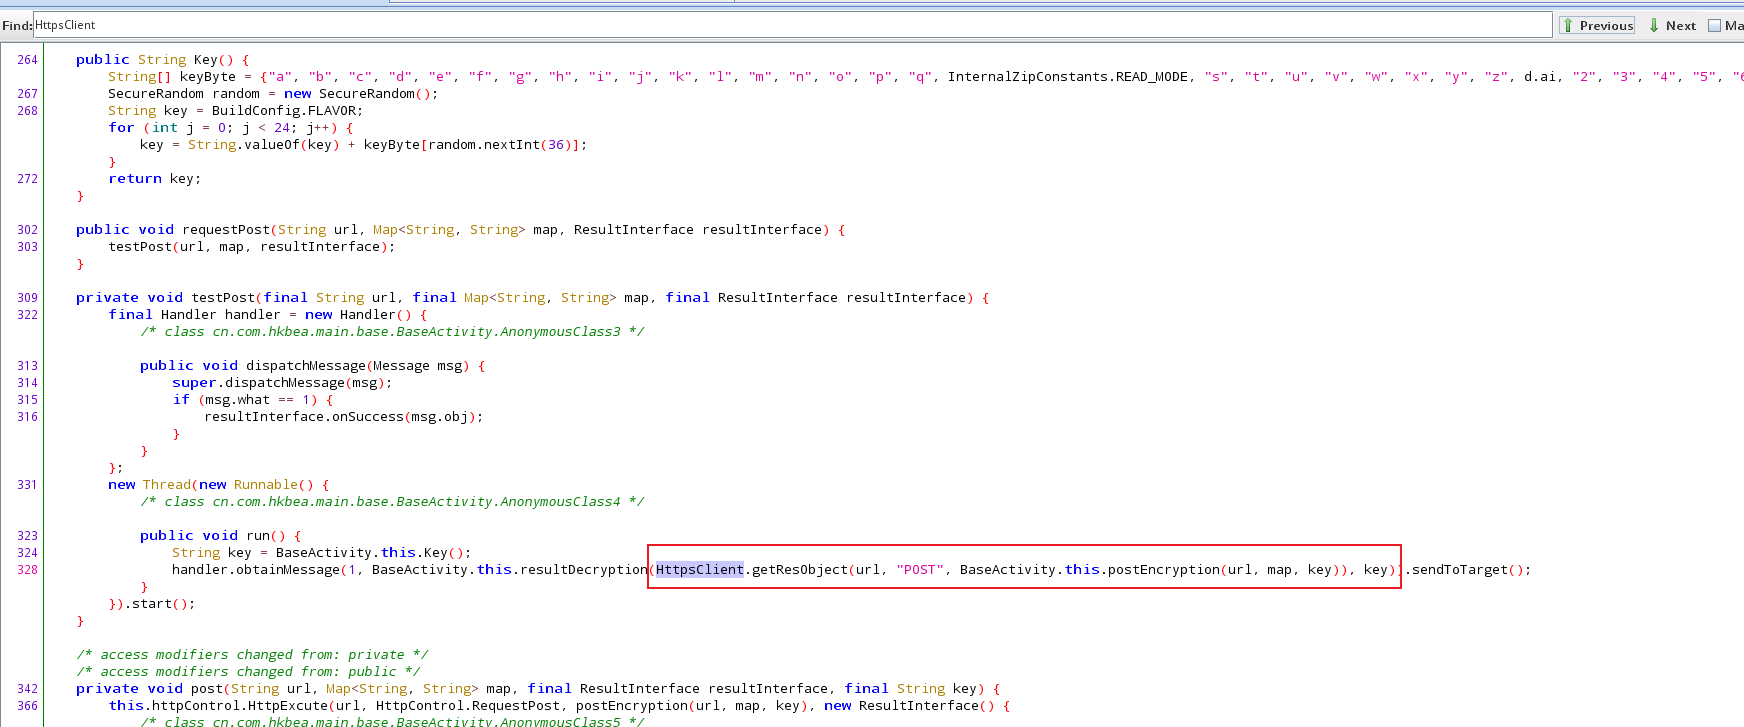 Find: HttpsClient Previous Next Ma
264 public String Key() {
String[] keyByte = {"a", "b", "c", "d", "e", "f", "g", "h", "i", "j", "k", "l", "m", "n", "o", "p", "q", InternalZipConstants.READ_MODE, "s", "t", "u", "v", "w", "x", "y", "z", d.ai, "2", "3", "4", "5", "6
267 SecureRandom random = new SecureRandom();
268 String key = BuildConfig.FLAVOR;
for (int j = 0; j < 24; j++) {
key = String.valueOf(key) + keyByte[random.nextInt(36)];
}
272 return key;
}
302 public void requestPost(String url, Map<String, String> map, ResultInterface resultInterface) {
303 testPost(url, map, resultInterface);
}
309 private void testPost(final String url, final Map<String, String> map, final ResultInterface resultInterface) {
322 final Handler handler = new Handler() {
/* class cn.com.hkbea.main.base.BaseActivity.AnonymousClass3 */
313 public void dispatchMessage(Message msg) {
314 super.dispatchMessage(msg);
315 if (msg.what == 1) {
316 resultInterface.onSuccess(msg.obj);
}
}
};
331 new Thread(new Runnable() {
/* class cn.com.hkbea.main.base.BaseActivity.AnonymousClass4 */
323 public void run() {
324 String key = BaseActivity.this.Key();
328 handler.obtainMessage(1, BaseActivity.this.resultDecryption(HttpsClient.getResObject(url, "POST", BaseActivity.this.postEncryption(url, map, key)), key)).sendToTarget();
}
}).start();
}
/* access modifiers changed from: private */
/* access modifiers changed from: public */
342 private void post(String url, Map<String, String> map, final ResultInterface resultInterface, final String key) {
366 this.httpControl.HttpExcute(url, HttpControl.RequestPost, postEncryption(url, map, key), new ResultInterface() {
/* class cn.com.hkbea.main.base.BaseActivity.AnonymousClass5 */